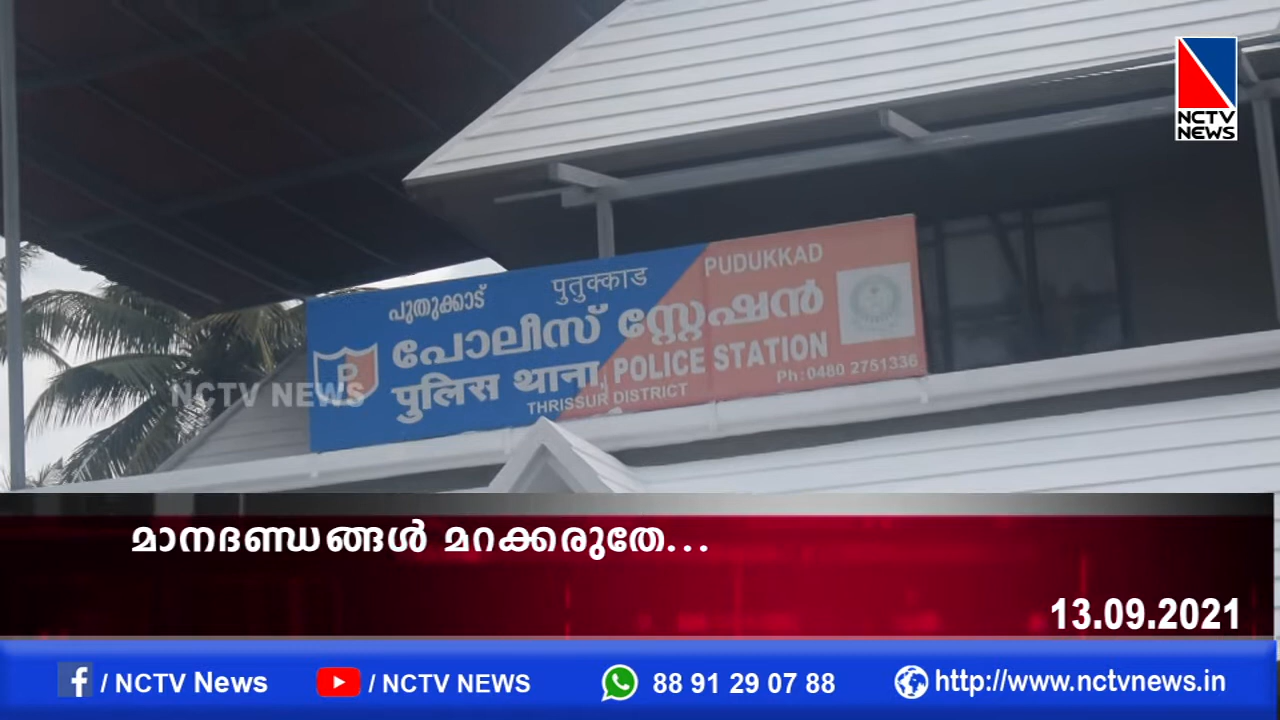 NCTV
NEWS
പുതുക്കാട് पुतुक्काड PUDUKKAD
പോലീസ് സ്റ്റേഷൻ
पुलिस थाना, POLICE STATION
THRISSUR DISTRICT Ph:0480 2751336
P
NCTV NEWS
മാനദണ്ഡങ്ങൾ മറക്കരുതേ...
13.09.2021
/ NCTV News / NCTV NEWS 88 91 29 07 88 http://www.nctvnews.in